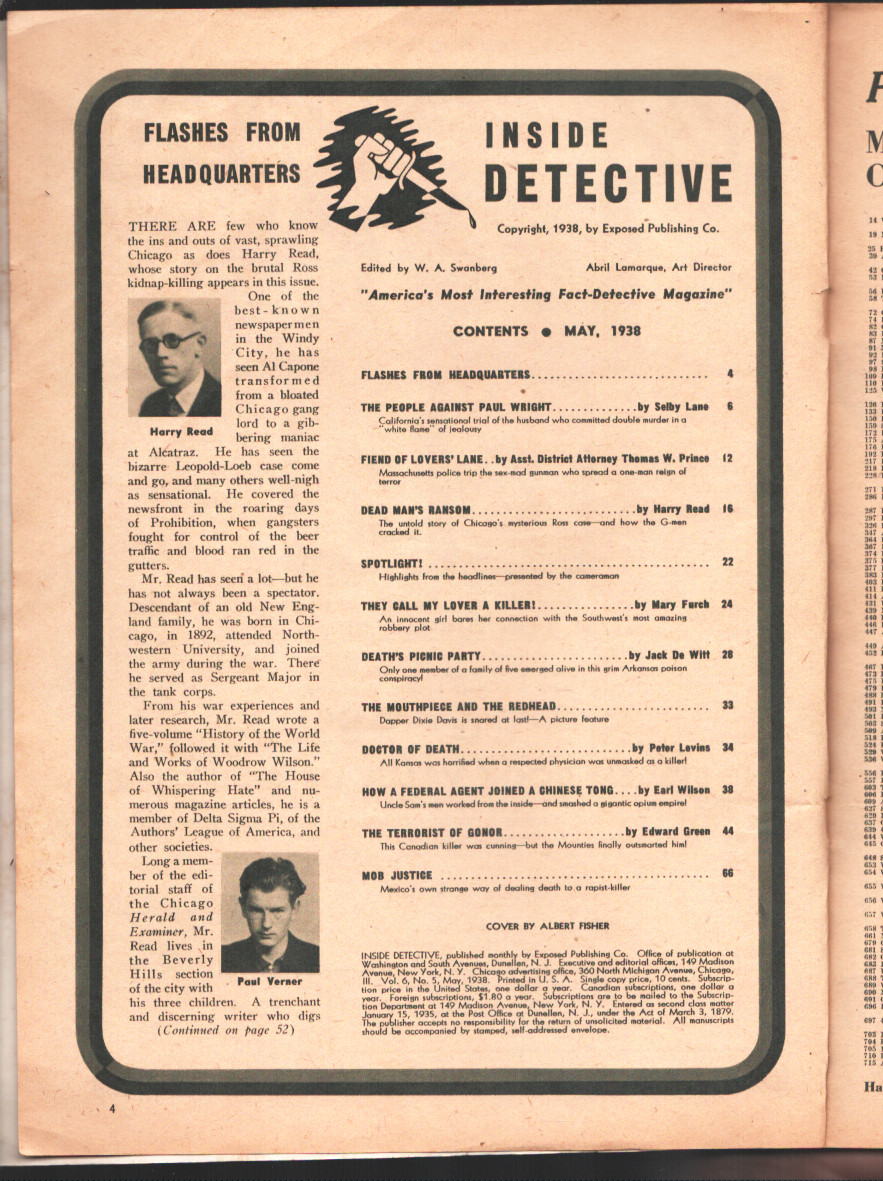 FLASHES FROM
HEADQUARTERS
THERE ARE few who know
the ins and outs of vast, sprawling
Chicago as does Harry Read,
whose story on the brutal Ross
kidnap-killing appears in this issue.
One of the
best-known
newspapermen
in the Windy
City, he has
seen Al Capone
transformed
from a bloated
Chicago gang
lord to a gib-
bering maniac
Harry Read
at Alcatraz. He has seen the
bizarre Leopold-Loeb case come
and go, and many others well-nigh
as sensational. He covered the
newsfront in the roaring days
of Prohibition, when gangsters
fought for control of the beer
traffic and blood ran red in the
gutters.
Mr. Read has seen a lot—but he
has not always been a spectator.
Descendant of an old New Eng-
land family, he was born in Chi-
cago, in 1892, attended North-
western University, and joined
the army during the war. There
he served as Sergeant Major in
the tank corps.
From his war experiences and
later research, Mr. Read wrote a
five-volume "History of the World
War," followed it with "The Life
and Works of Woodrow Wilson."
Also the author of "The House
of Whispering Hate" and nu-
merous magazine articles, he is a
member of Delta Sigma Pi, of the
Authors' League of America, and
other societies.
Long a mem-
ber of the edi-
torial staff of
the Chicago
Herald and
Examiner, Mr.
Read lives in
the Beverly
Hills section
of the city with
Paul Verner
his three children. A trenchant
and discerning writer who digs
(Continued on page 52)
4
INSIDE
DETECTIVE
Copyright, 1938, by Exposed Publishing Co.
Edited by W. A. Swanberg Abril Lamarque, Art Director
"America's Most Interesting Fact-Detective Magazine"
CONTENTS ● MAY, 1938
FLASHES FROM HEADQUARTERS............................ 4
THE PEOPLE AGAINST PAUL WRIGHT.............by Selby Lane 6
California's sensational trial of the husband who committed double murder in a
"white flame" of jealousy
FIEND OF LOVERS' LANE..by Asst. District Attorney Thomas W. Prince 12
Massachusetts police trip the sex-mad gunman who spread a one-man reign of
terror
DEAD MAN'S RANSOM..........................by Harry Read 16
The untold story of Chicago's mysterious Ross case—and how the G-men
cracked it.
SPOTLIGHT! ............................................ 22
Highlights from the headlines—presented by the cameraman
THEY CALL MY LOVER A KILLER!...............by Mary Furch 24
An innocent girl bares her connection with the Southwest's most amazing
robbery plot
DEATH'S PICNIC PARTY.......................by Jack De Witt 28
Only one member of a family of five emerged alive in this grim Arkansas poison
conspiracy!
THE MOUTHPIECE AND THE REDHEAD........................ 33
Dapper Dixie Davis is snared at last!—A picture feature
DOCTOR OF DEATH...........................by Peter Levins 34
All Kansas was horrified when a respected physician was unmasked as a killer!
HOW A FEDERAL AGENT JOINED A CHINESE TONG....by Earl Wilson 38
Uncle Sam's men worked from the inside—and smashed a gigantic opium empire!
THE TERRORIST OF GONOR...................by Edward Green 44
This Canadian killer was cunning—but the Mounties finally outsmarted him!
MOB JUSTICE .......................................... 66
Mexico's own strange way of dealing death to a rapist-killer
COVER BY ALBERT FISHER
INSIDE DETECTIVE, published monthly by Exposed Publishing Co. Office of publication at
Washington and South Avenues, Dunellen, N. J. Executive and editorial offices, 149 Madison
Avenue, New York, N. Y. Chicago advertising office, 360 North Michigan Avenue, Chicago,
Ill. Vol. 6, No. 5, May, 1938. Printed in U. S. A. Single copy price, 10 cents. Subscrip-
tion price in the United States, one dollar a year. Canadian subscriptions, one dollar a
year. Foreign subscriptions, $1.80 a year. Subscriptions are to be mailed to the Subscrip-
tion Department at 149 Madison Avenue, New York, N. Y. Entered as second class matter
January 15, 1935, at the Post Office at Dunellen, N. J., under the Act of March 3, 1879.
The publisher accepts no responsibility for the return of unsolicited material. All manuscripts
should be accompanied by stamped, self-addressed envelope.